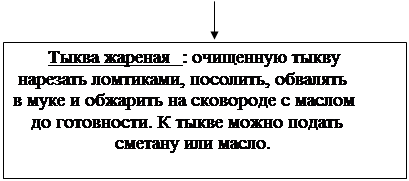 Тыква жареная : очищенную тыкву
нарезать ломтиками, посолить, обвалять
в муке и обжарить на сковороде с маслом
до готовности. К тыкве можно подать
сметану или масло.